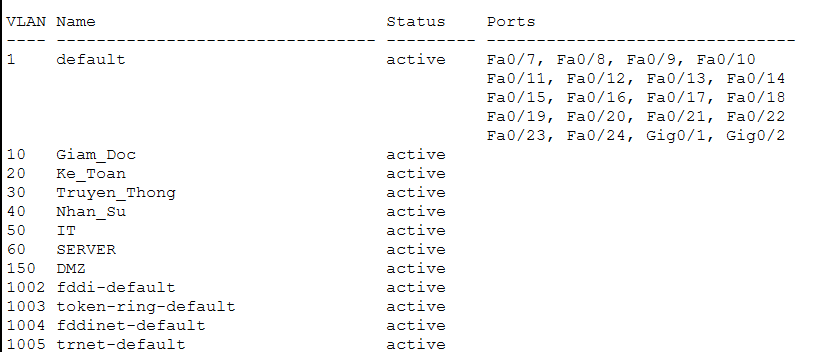 VLAN Name                             Status    Ports
---- -------------------------------- --------- -------------------------------
1    default                          active    Fa0/7, Fa0/8, Fa0/9, Fa0/10
                                                Fa0/11, Fa0/12, Fa0/13, Fa0/14
                                                Fa0/15, Fa0/16, Fa0/17, Fa0/18
                                                Fa0/19, Fa0/20, Fa0/21, Fa0/22
                                                Fa0/23, Fa0/24, Gig0/1, Gig0/2
10   Giam_Doc                         active
20   Ke_Toan                          active
30   Truyen_Thong                     active
40   Nhan_Su                          active
50   IT                               active
60   SERVER                           active
150  DMZ                              active
1002 fddi-default                     active
1003 token-ring-default               active
1004 fddinet-default                  active
1005 trnet-default                    active